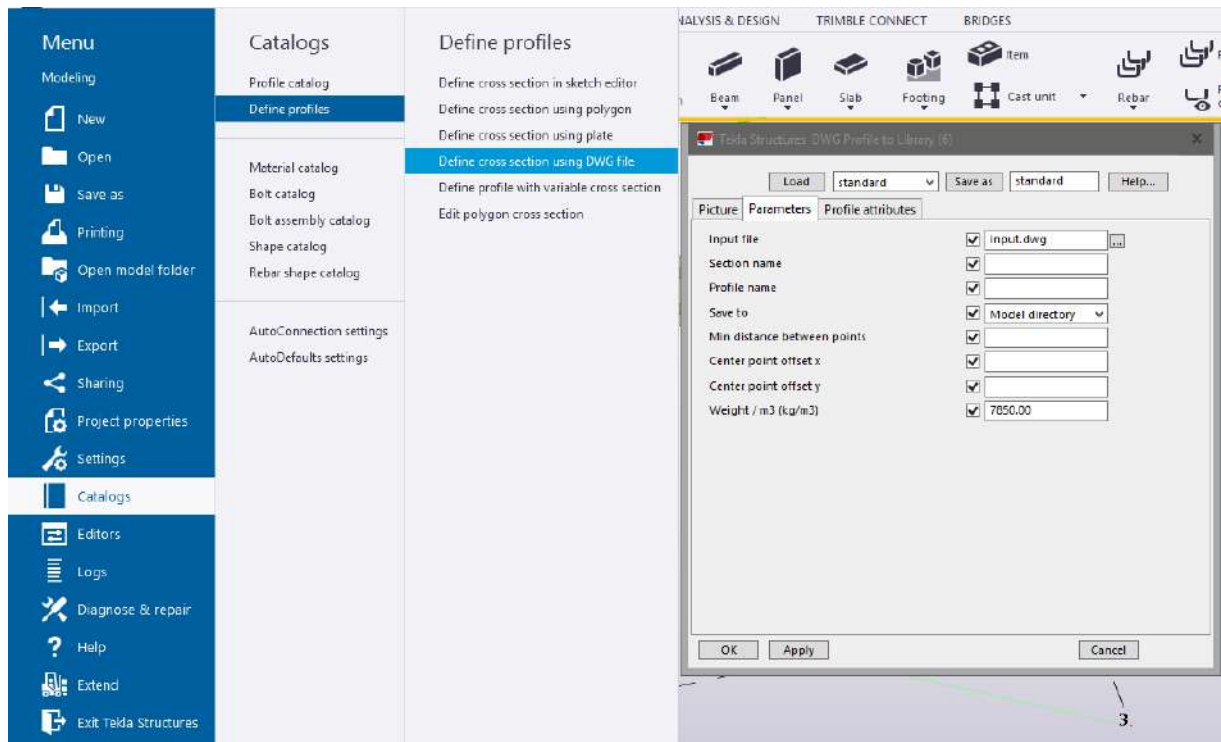 Menu
Modeling
New
Open
Save as
Printing
Open model folder
Import
Export
Sharing
Project properties
Settings
Catalogs
Editors
Logs
Diagnose & repair
Help
Extend
Exit Tekla Structures
Catalogs
Profile catalog
Define profiles
Material catalog
Bolt catalog
Bolt assembly catalog
Shape catalog
Rebar shape catalog
AutoConnection settings
AutoDefaults settings
Define profiles
Define cross section in sketch editor
Define cross section using polygon
Define cross section using plate
Define cross section using DWG file
Define profile with variable cross section
Edit polygon cross section
NALYSIS & DESIGN TRIMBLE CONNECT BRIDGES
Beam Panel Slab Footing Item Cast unit Rebar
Tekla Structures DWG Profile to Library (6)
Load standard Save as standard Help...
Picture Parameters Profile attributes
Input file input.dwg ...
Section name
Profile name
Save to Model directory
Min distance between points
Center point offset x
Center point offset y
Weight / m3 (kg/m3) 7850.00
OK Apply Cancel
3.